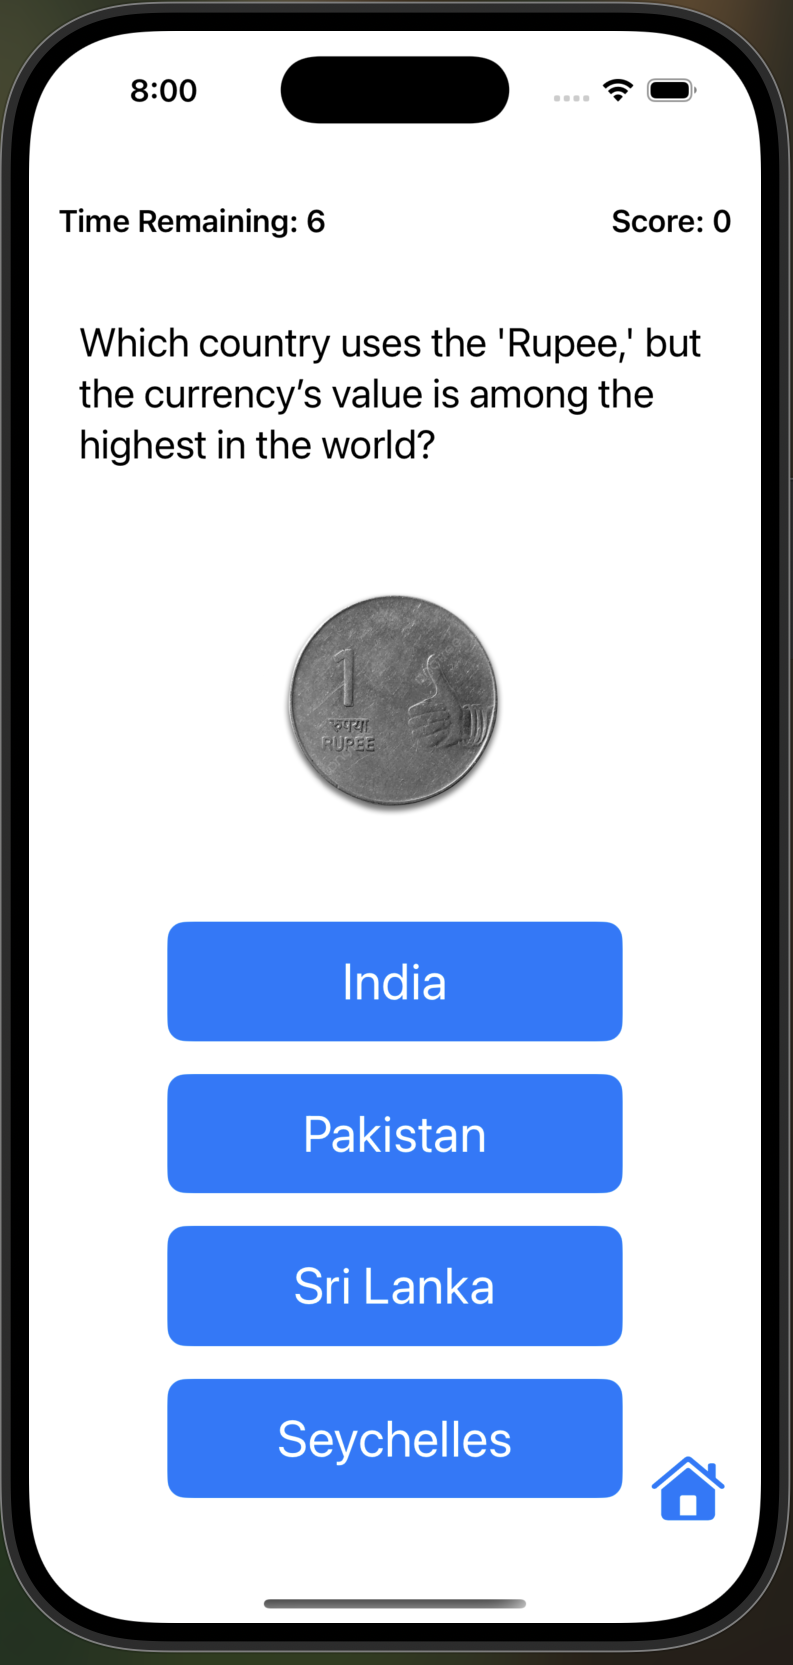 8:00
Time Remaining: 6
Score: 0
Which country uses the 'Rupee,' but
the currency’s value is among the
highest in the world?
1
रुपया
RUPEE
India
Pakistan
Sri Lanka
Seychelles